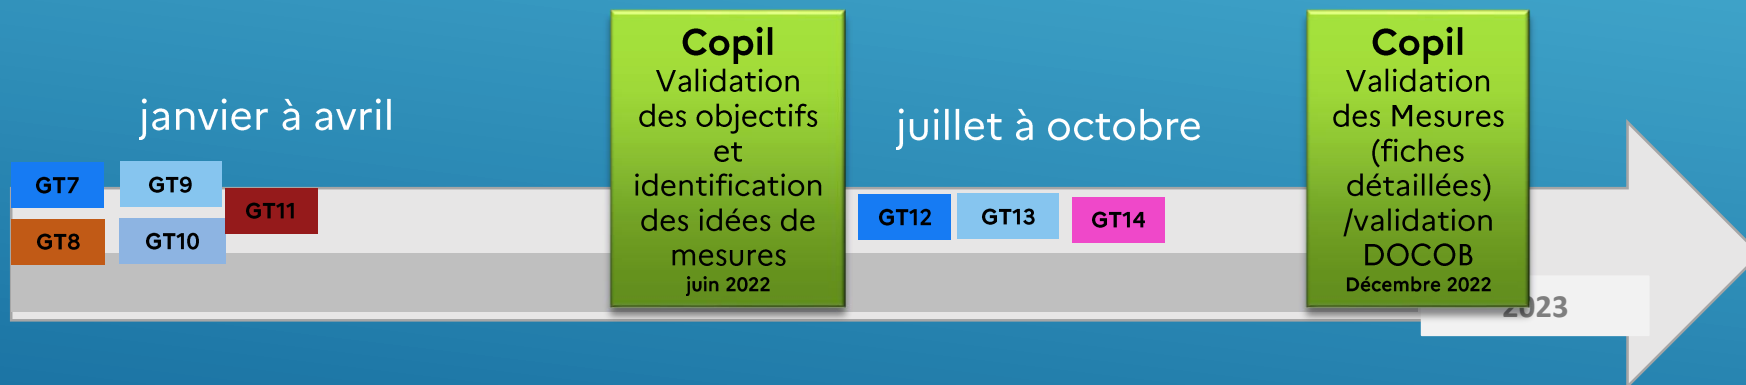 janvier à avril
GT7
GT9
GT11
GT8
GT10
Copil
Validation
des objectifs
et
identification
des idées de
mesures
juin 2022
juillet à octobre
GT12
GT13
GT14
Copil
Validation
des Mesures
(fiches
détaillées)
/validation
DOCOB
Décembre 2022
2023